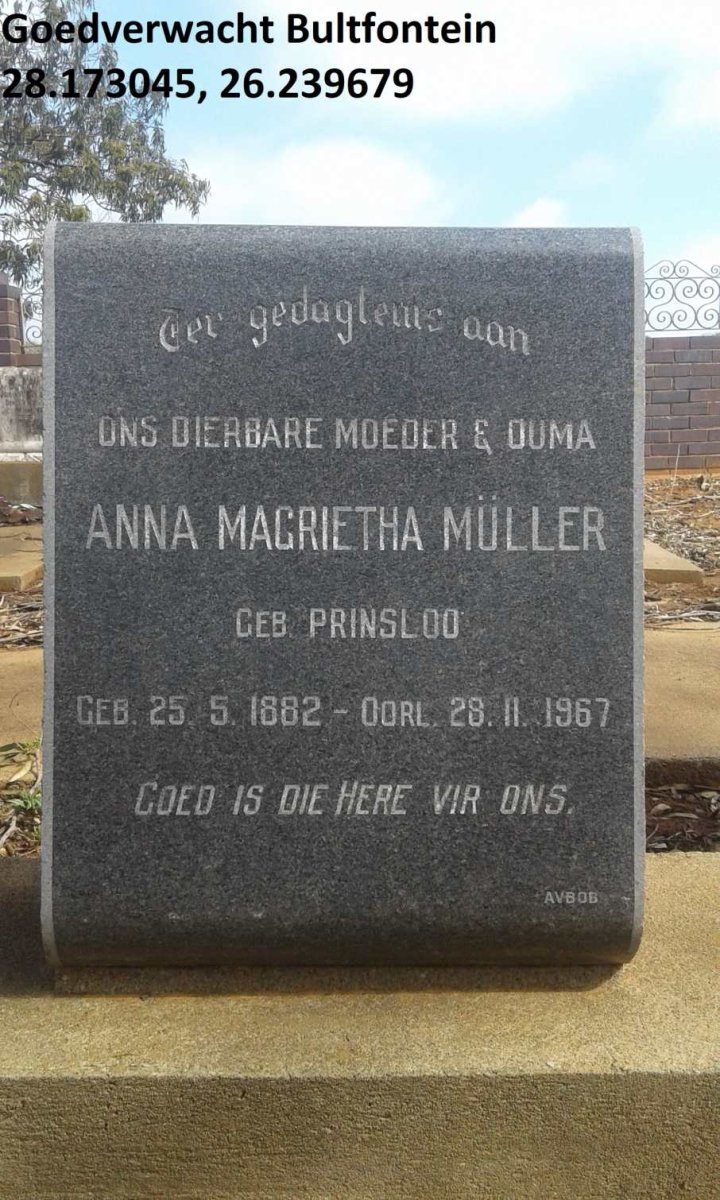 Goedverwacht Bultfontein
28.173045, 26.239679
Ter gedagtenis aan
ONS DIERBARE MOEDER & OUMA
ANNA MAGRIETHA MÜLLER
GEB. PRINSLOO
GEB. 25. 5. 1882 - OORL. 28. 11. 1967
GOED IS DIE HERE VIR ONS.
AVBOB